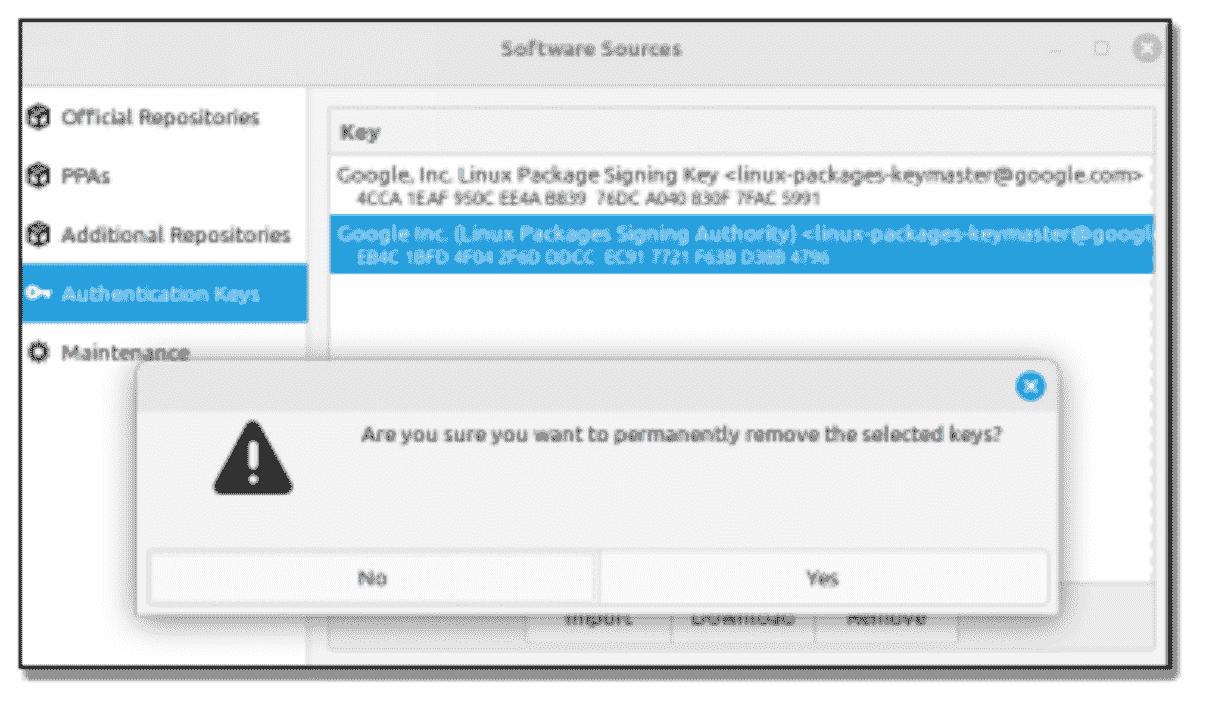 Software Sources
Official Repositories
PPAs
Additional Repositories
Authentication Keys
Maintenance
Key
Google, Inc. Linux Package Signing Key <linux-packages-keymaster@google.com>
4CCA 1EAF 950C EE4A B839 76DC A040 830F 7FAC 5991
Google Inc. (Linux Packages Signing Authority) <linux-packages-keymaster@googl
EB4C 1BFD 4F04 2F6D DDCC EC91 7721 F63B D38B 4796
Are you sure you want to permanently remove the selected keys?
No
Yes
Import
Download
Remove